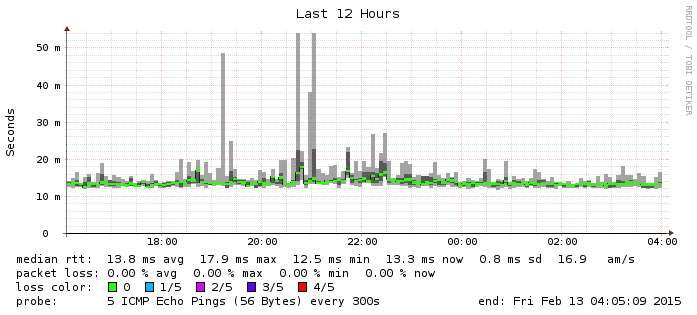 Last 12 Hours
RRDTOOL / TOBI OETIKER
Seconds
50 m
40 m
30 m
20 m
10 m
0
18:00 20:00 22:00 00:00 02:00 04:00
median rtt: 13.8 ms avg 17.9 ms max 12.5 ms min 13.3 ms now 0.8 ms sd 16.9 am/s
packet loss: 0.00 % avg 0.00 % max 0.00 % min 0.00 % now
loss color: 0 1/5 2/5 3/5 4/5
probe: 5 ICMP Echo Pings (56 Bytes) every 300s end: Fri Feb 13 04:05:09 2015